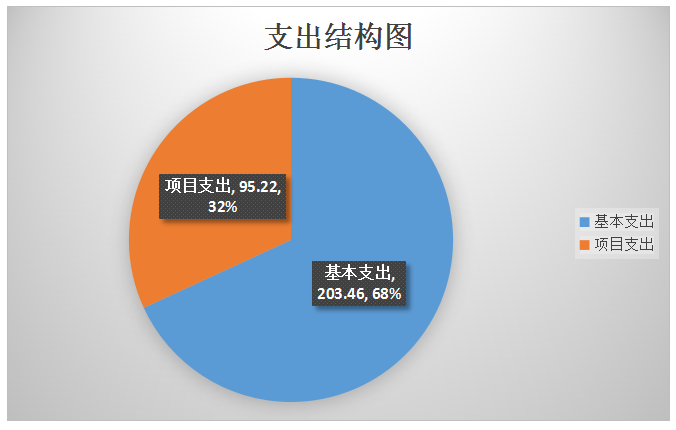 支出结构图
项目支出, 95.22,
32%
基本支出,
203.46, 68%
基本支出
项目支出